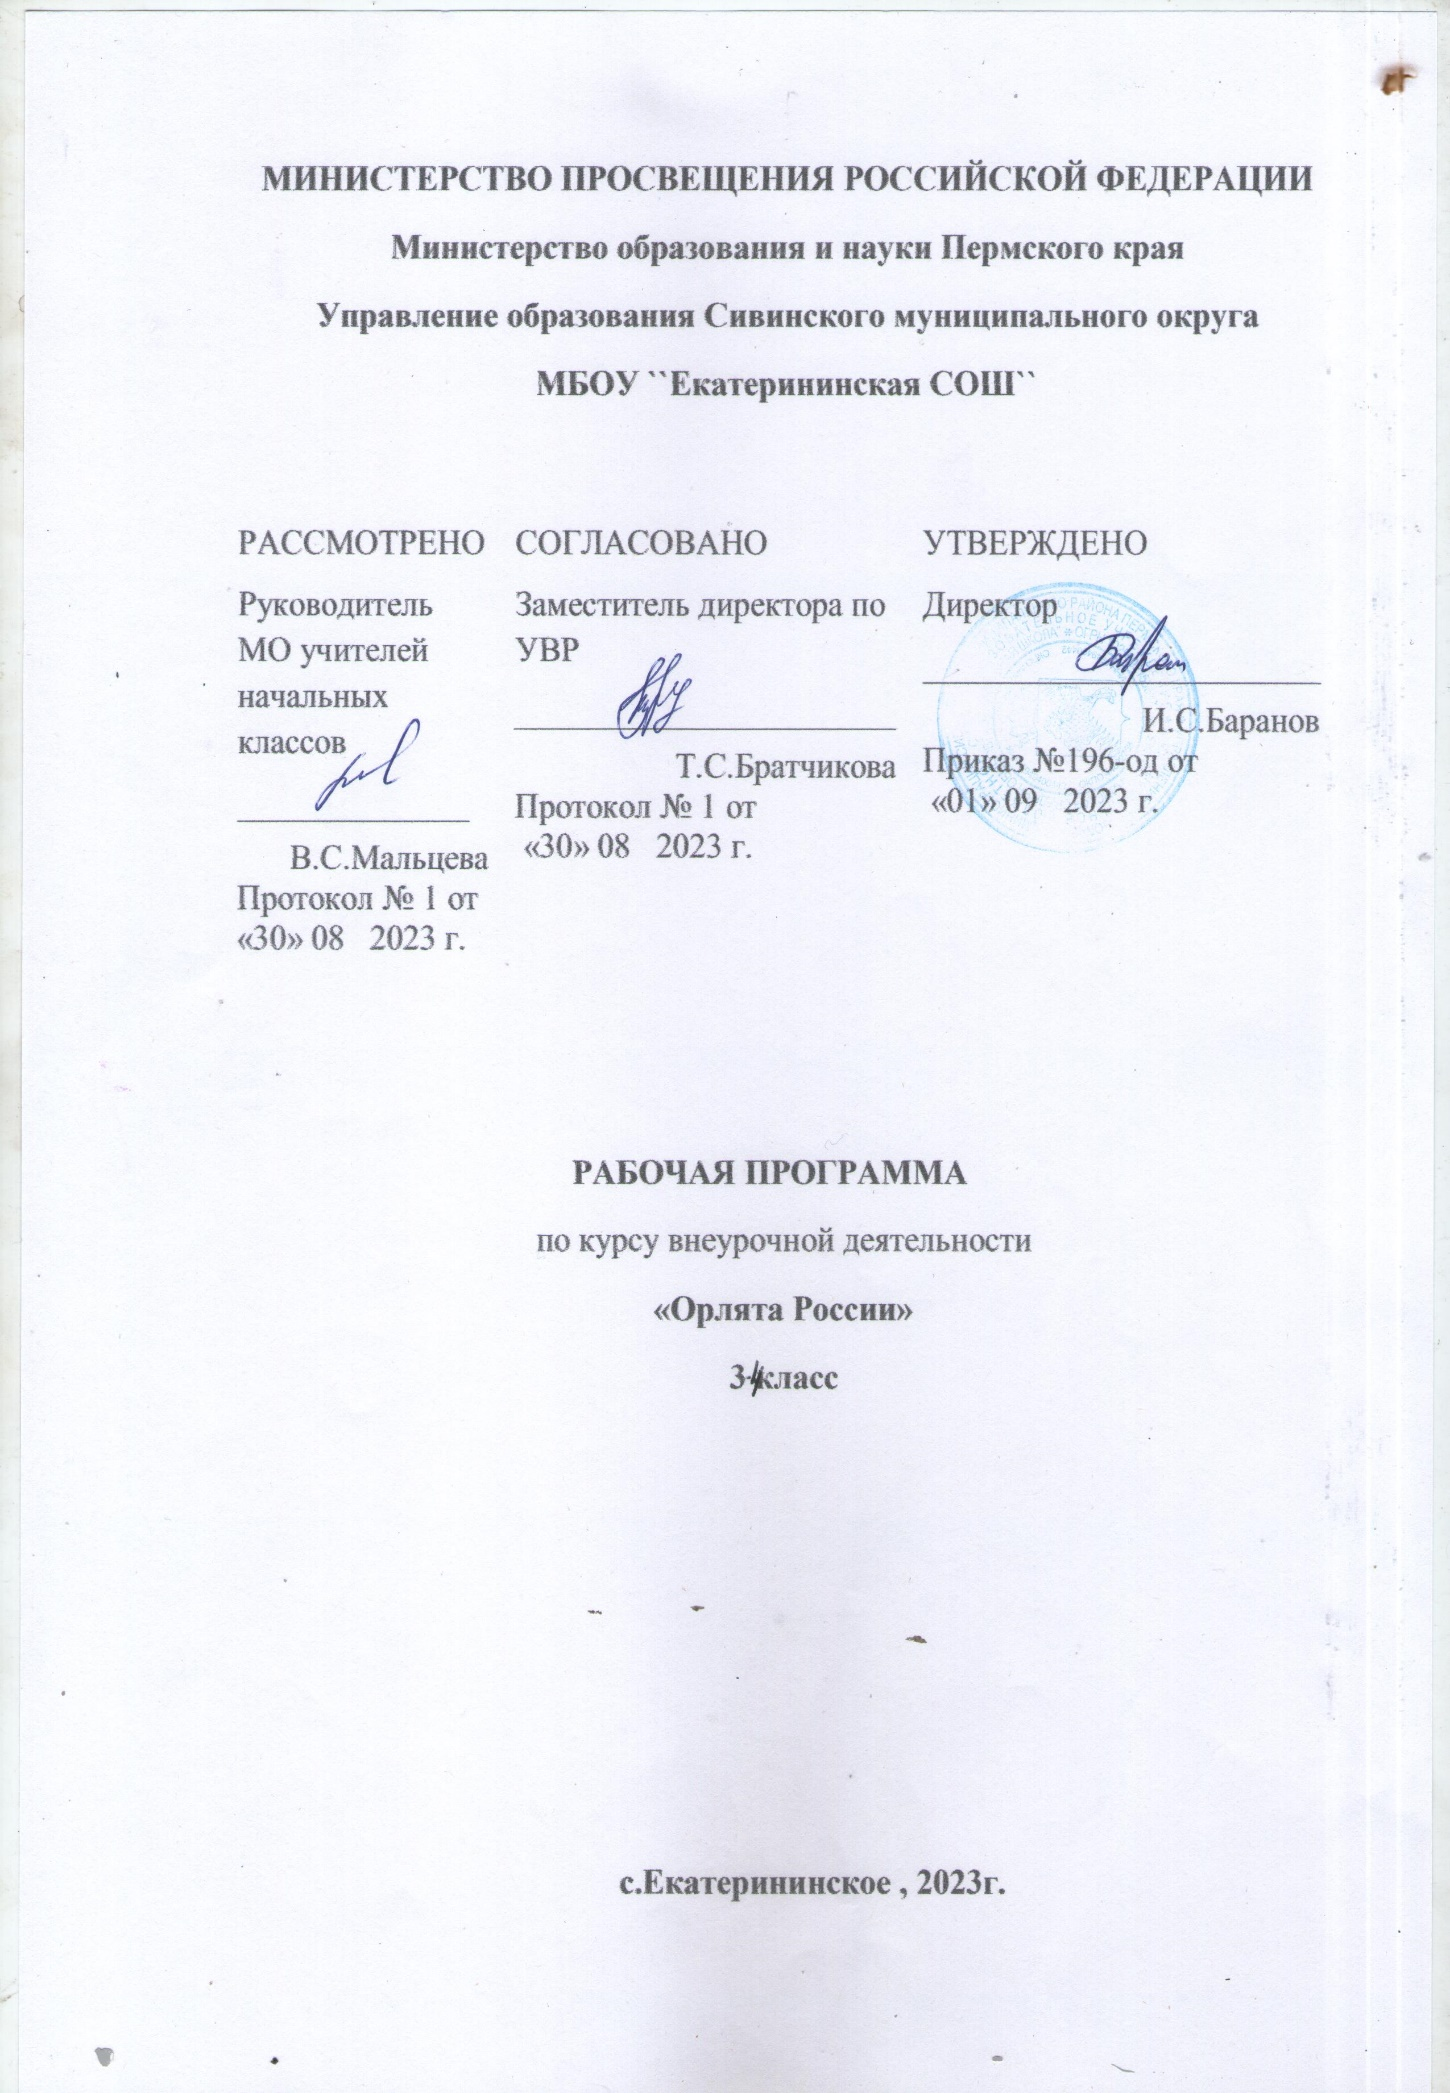 МИНИСТЕРСТВО ПРОСВЕЩЕНИЯ РОССИЙСКОЙ ФЕДЕРАЦИИ
Министерство образования и науки Пермского края
Управление образования Сивинского муниципального округа
МБОУ ``Екатерининская СОШ``
РАССМОТРЕНО
Руководитель
МО учителей
начальных
классов
В.С.Мальцева
Протокол № 1 от
«30» 08 2023 г.
СОГЛАСОВАНО
Заместитель директора по
УВР
Т.С.Братчикова
Протокол № 1 от
«30» 08 2023 г.
УТВЕРЖДЕНО
Директор
И.С.Баранов
Приказ №196-од от
«01» 09 2023 г.
РАБОЧАЯ ПРОГРАММА
по курсу внеурочной деятельности
«Орлята России»
3-4класс
с.Екатерининское , 2023г.